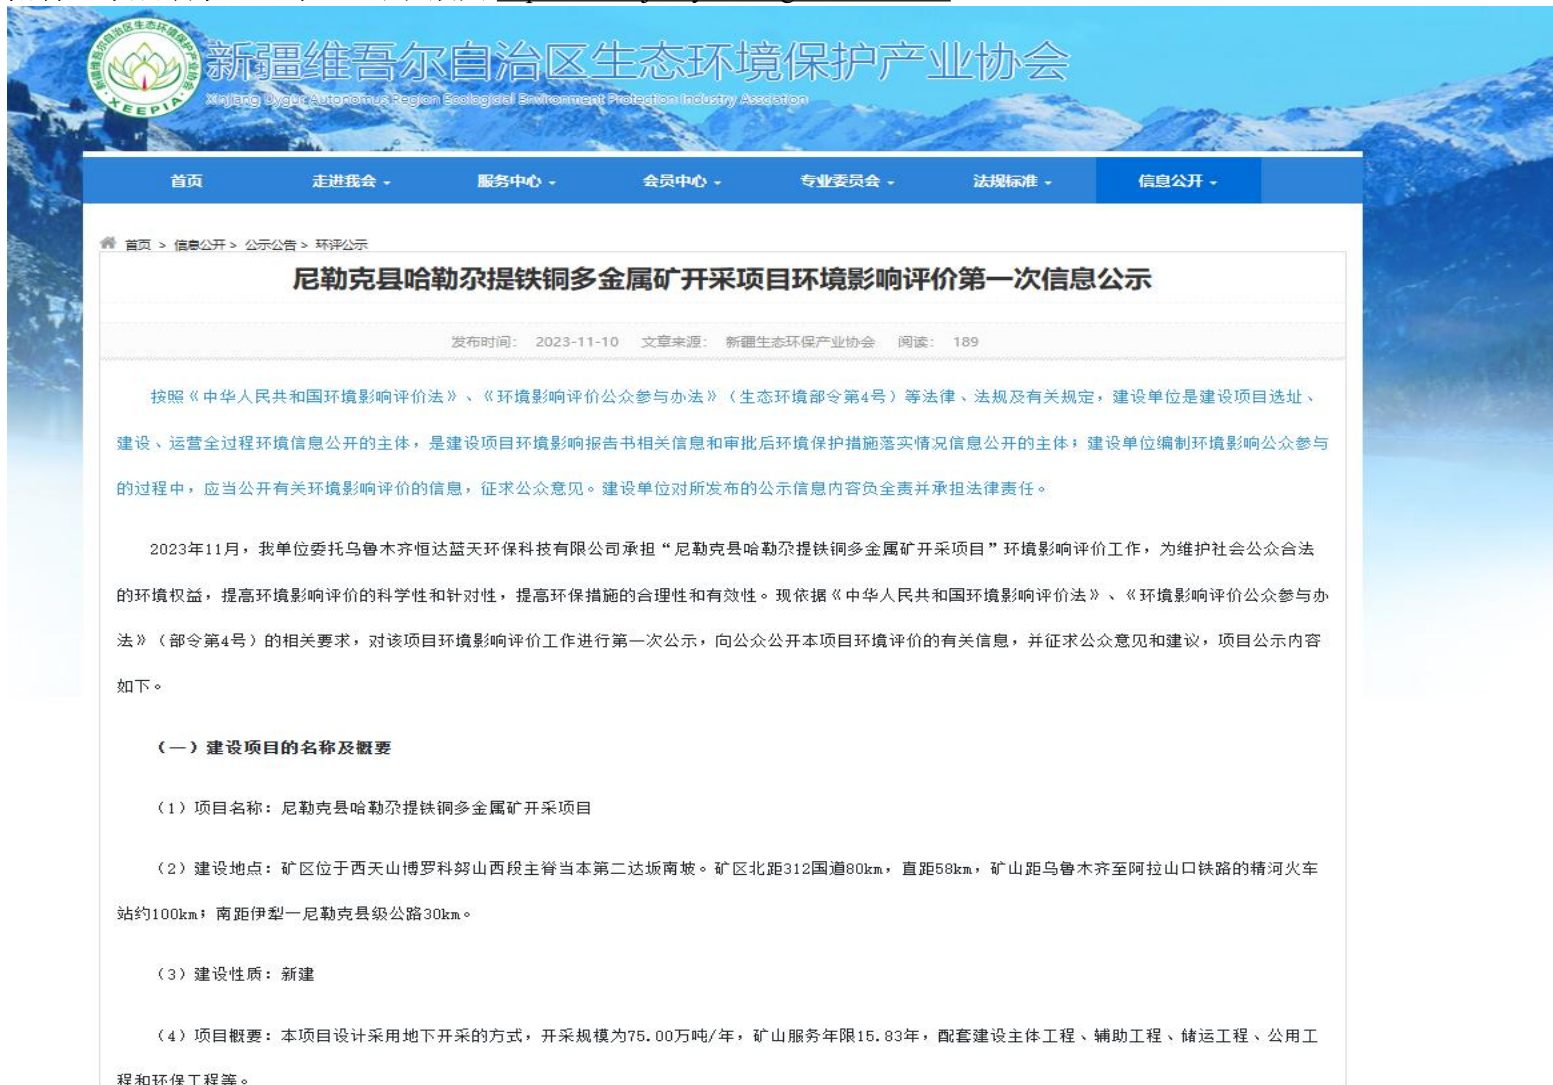 新疆维吾尔自治区生态环境保护产业协会
Xinjiang Uygur Autonomous Region Ecological Environment Protection Industry Assciation
XEEPIA
首页 走进我会 服务中心 会员中心 专业委员会 法规标准 信息公开
首页 > 信息公开 > 公示公告 > 环评公示
尼勒克县哈勒尕提铁铜多金属矿开采项目环境影响评价第一次信息公示
发布时间： 2023-11-10 文章来源： 新疆生态环保产业协会 阅读： 189
按照《中华人民共和国环境影响评价法》、《环境影响评价公众参与办法》（生态环境部令第4号）等法律、法规及有关规定，建设单位是建设项目选址、
建设、运营全过程环境信息公开的主体，是建设项目环境影响报告书相关信息和审批后环境保护措施落实情况信息公开的主体；建设单位编制环境影响公众参与
的过程中，应当公开有关环境影响评价的信息，征求公众意见。建设单位对所发布的公示信息内容负全责并承担法律责任。
2023年11月，我单位委托乌鲁木齐恒达蓝天环保科技有限公司承担“尼勒克县哈勒尕提铁铜多金属矿开采项目”环境影响评价工作，为维护社会公众合法
的环境权益，提高环境影响评价的科学性和针对性，提高环保措施的合理性和有效性。现依据《中华人民共和国环境影响评价法》、《环境影响评价公众参与办
法》（部令第4号）的相关要求，对该项目环境影响评价工作进行第一次公示，向公众公开本项目环境评价的有关信息，并征求公众意见和建议，项目公示内容
如下。
（一）建设项目的名称及概要
（1）项目名称：尼勒克县哈勒尕提铁铜多金属矿开采项目
（2）建设地点：矿区位于西天山博罗科努山西段主脊当本第二达坂南坡。矿区北距312国道80km，直距58km，矿山距乌鲁木齐至阿拉山口铁路的精河火车
站约100km；南距伊犁一尼勒克县级公路30km。
（3）建设性质：新建
（4）项目概要：本项目设计采用地下开采的方式，开采规模为75.00万吨/年，矿山服务年限15.83年，配套建设主体工程、辅助工程、储运工程、公用工
程和环保工程等。